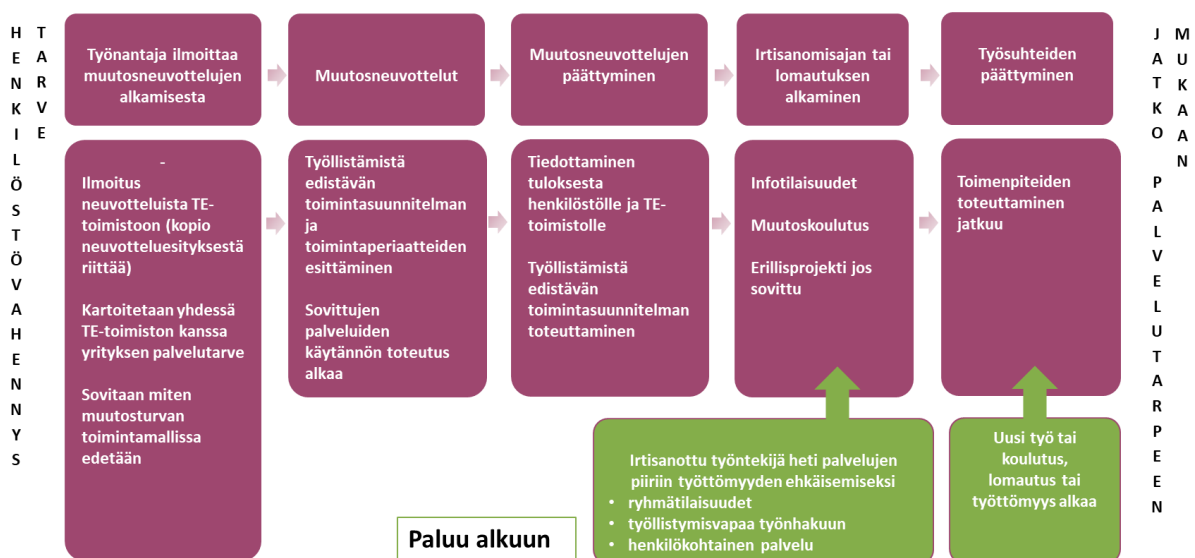 HENKILÖSTÖVAHENNYS
TARVE
Työnantaja ilmoittaa
muutosneuvottelujen
alkamisesta
Muutosneuvottelut
Muutosneuvottelujen
päättyminen
Irtisanomisajan tai
lomautuksen
alkaminen
Työsuhteiden
päättyminen
-
Ilmoitus
neuvotteluista TE-
toimistoon (kopio
neuvotteluesityksestä
riittää)
Kartoitetaan yhdessä
TE-toimiston kanssa
yrityksen palvelutarve
Sovitaan miten
muutosturvan
toimintamallissa
edetään
Työllistämistä
edistävän
toimintasuunnitelman
ja
toimintaperiaatteiden
esittäminen
Sovittujen
palveluiden
käytännön toteutus
alkaa
Tiedottaminen
tuloksesta
henkilöstölle ja TE-
toimistolle
Työllistämistä
edistävän
toimintasuunnitelman
toteuttaminen
Infotilaisuudet
Muutoskoulutus
Erillisprojekti jos
sovittu
Toimenpiteiden
toteuttaminen
jatkuu
Irtisanottu työntekijä heti palvelujen
piiriin työttömyyden ehkäisemiseksi
• ryhmätilaisuudet
• työllistymisvapaa työnhakuun
• henkilökohtainen palvelu
Uusi työ tai
koulutus,
lomautus tai
työttömyys alkaa
Paluu alkuun
JATKO PALVELUTARPEEN
MUKAAN